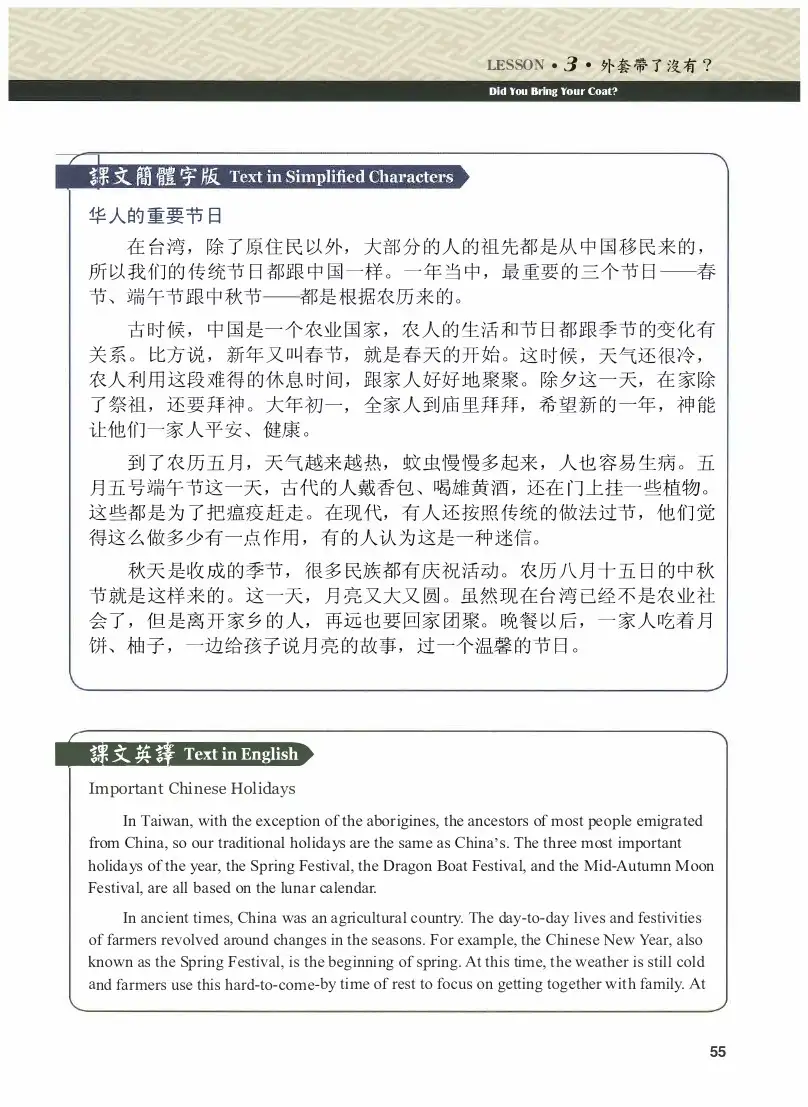 LESSON • 3 • 外套帶了沒有？
Did You Bring Your Coat?
課文簡體字版 Text in Simplified Characters
华人的重要节日
在台湾，除了原住民以外，大部分的人的祖先都是从中国移民来的，
所以我们的传统节日都跟中国一样。一年当中，最重要的三个节日——春
节、端午节跟中秋节——都是根据农历来的。
古时候，中国是一个农业国家，农人的生活和节日都跟季节的变化有
关系。比方说，新年又叫春节，就是春天的开始。这时候，天气还很冷，
农人利用这段难得的休息时间，跟家人好好地聚聚。除夕这一天，在家除
了祭祖，还要拜神。大年初一，全家人到庙里拜拜，希望新的一年，神能
让他们一家人平安、健康。
到了农历五月，天气越来越热，蚊虫慢慢多起来，人也容易生病。五
月五号端午节这一天，古代的人戴香包、喝雄黄酒，还在门上挂一些植物。
这些都是为了把瘟疫赶走。在现代，有人还按照传统的做法过节，他们觉
得这么做多少有一点作用，有的人认为这是一种迷信。
秋天是收成的季节，很多民族都有庆祝活动。农历八月十五日的中秋
节就是这样来的。这一天，月亮又大又圆。虽然现在台湾已经不是农业社
会了，但是离开家乡的人，再远也要回家团聚。晚餐以后，一家人吃着月
饼、柚子，一边给孩子说月亮的故事，过一个温馨的节日。
課文英譯 Text in English
Important Chinese Holidays
In Taiwan, with the exception of the aborigines, the ancestors of most people emigrated
from China, so our traditional holidays are the same as China's. The three most important
holidays of the year, the Spring Festival, the Dragon Boat Festival, and the Mid-Autumn Moon
Festival, are all based on the lunar calendar.
In ancient times, China was an agricultural country. The day-to-day lives and festivities
of farmers revolved around changes in the seasons. For example, the Chinese New Year, also
known as the Spring Festival, is the beginning of spring. At this time, the weather is still cold
and farmers use this hard-to-come-by time of rest to focus on getting together with family. At
55